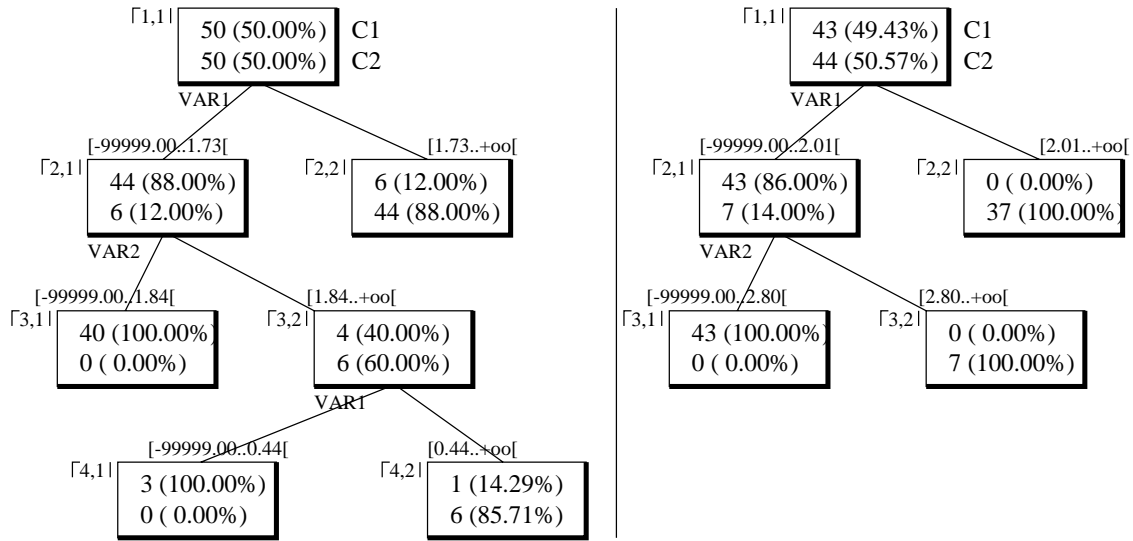 ⌈1,1⌉
50 (50.00%) C1
50 (50.00%) C2
VAR1
[-99999.00..1.73[
[1.73..+oo[
⌈2,1⌉
44 (88.00%)
6 (12.00%)
⌈2,2⌉
6 (12.00%)
44 (88.00%)
VAR2
[-99999.00..1.84[
[1.84..+oo[
⌈3,1⌉
40 (100.00%)
0 ( 0.00%)
⌈3,2⌉
4 (40.00%)
6 (60.00%)
VAR1
[-99999.00..0.44[
[0.44..+oo[
⌈4,1⌉
3 (100.00%)
0 ( 0.00%)
⌈4,2⌉
1 (14.29%)
6 (85.71%)
⌈1,1⌉
43 (49.43%) C1
44 (50.57%) C2
VAR1
[-99999.00..2.01[
[2.01..+oo[
⌈2,1⌉
43 (86.00%)
7 (14.00%)
⌈2,2⌉
0 ( 0.00%)
37 (100.00%)
VAR2
[-99999.00..2.80[
[2.80..+oo[
⌈3,1⌉
43 (100.00%)
0 ( 0.00%)
⌈3,2⌉
0 ( 0.00%)
7 (100.00%)